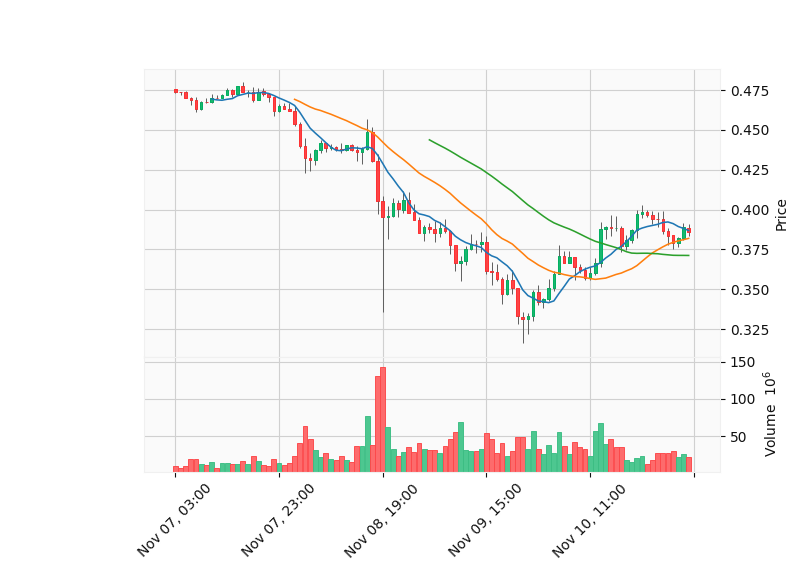 0.475
0.450
0.425
0.400
0.375
0.350
0.325
Price
150
100
50
Volume 10⁶
Nov 07, 03:00
Nov 07, 23:00
Nov 08, 19:00
Nov 09, 15:00
Nov 10, 11:00